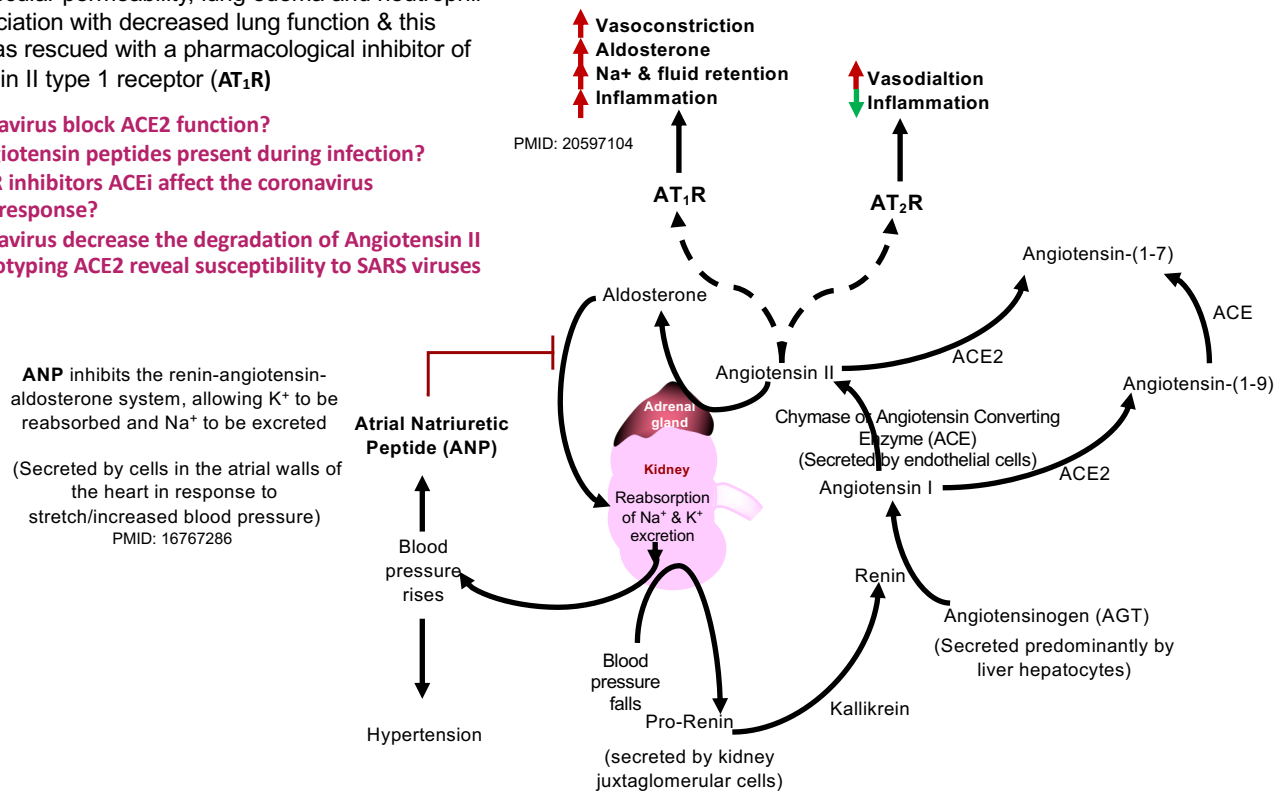 cular permeability, lung edema and neutrophil
ciation with decreased lung function & this
as rescued with a pharmacological inhibitor of
in II type 1 receptor (AT₁R)
avirus block ACE2 function?
giotensin peptides present during infection?
R inhibitors ACEi affect the coronavirus
response?
avirus decrease the degradation of Angiotensin II
otyping ACE2 reveal susceptibility to SARS viruses
Vasoconstriction
Aldosterone
Na+ & fluid retention
Inflammation
PMID: 20597104
Vasodialtion
Inflammation
AT₁R
AT₂R
Angiotensin-(1-7)
ACE
Aldosterone
ACE2
Angiotensin II
Angiotensin-(1-9)
ANP inhibits the renin-angiotensin-
aldosterone system, allowing K⁺ to be
reabsorbed and Na⁺ to be excreted
(Secreted by cells in the atrial walls of
the heart in response to
stretch/increased blood pressure)
PMID: 16767286
Atrial Natriuretic
Peptide (ANP)
Adrenal
gland
Kidney
Reabsorption
of Na⁺ & K⁺
excretion
Chymase or Angiotensin Converting
Enzyme (ACE)
(Secreted by endothelial cells)
ACE2
Angiotensin I
Blood
pressure
rises
Renin
Angiotensinogen (AGT)
(Secreted predominantly by
liver hepatocytes)
Blood
pressure
falls
Kallikrein
Pro-Renin
(secreted by kidney
juxtaglomerular cells)
Hypertension